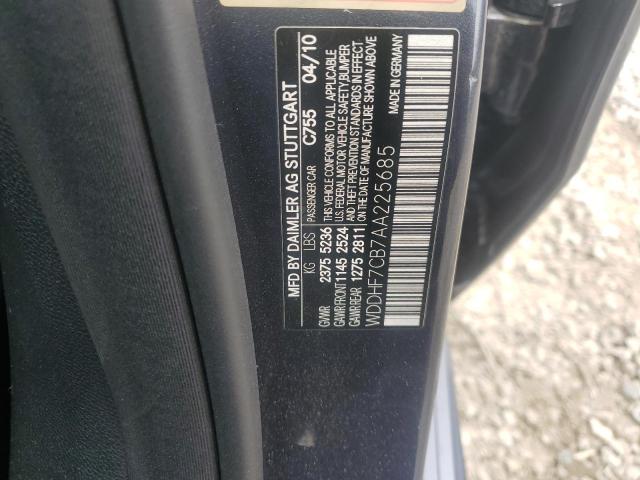 MFD BY DAIMLER AG STUTTGART
PASSENGER CAR C755 04/10
KG LBS
GVWR 2375 5236
GAWR FRONT 1145 2524
GAWR REAR 1275 2811
THIS VEHICLE CONFORMS TO ALL APPLICABLE
U.S. FEDERAL MOTOR VEHICLE SAFETY, BUMPER
AND THEFT PREVENTION STANDARDS IN EFFECT
ON THE DATE OF MANUFACTURE SHOWN ABOVE
WDDHF7CB7AA225685
MADE IN GERMANY